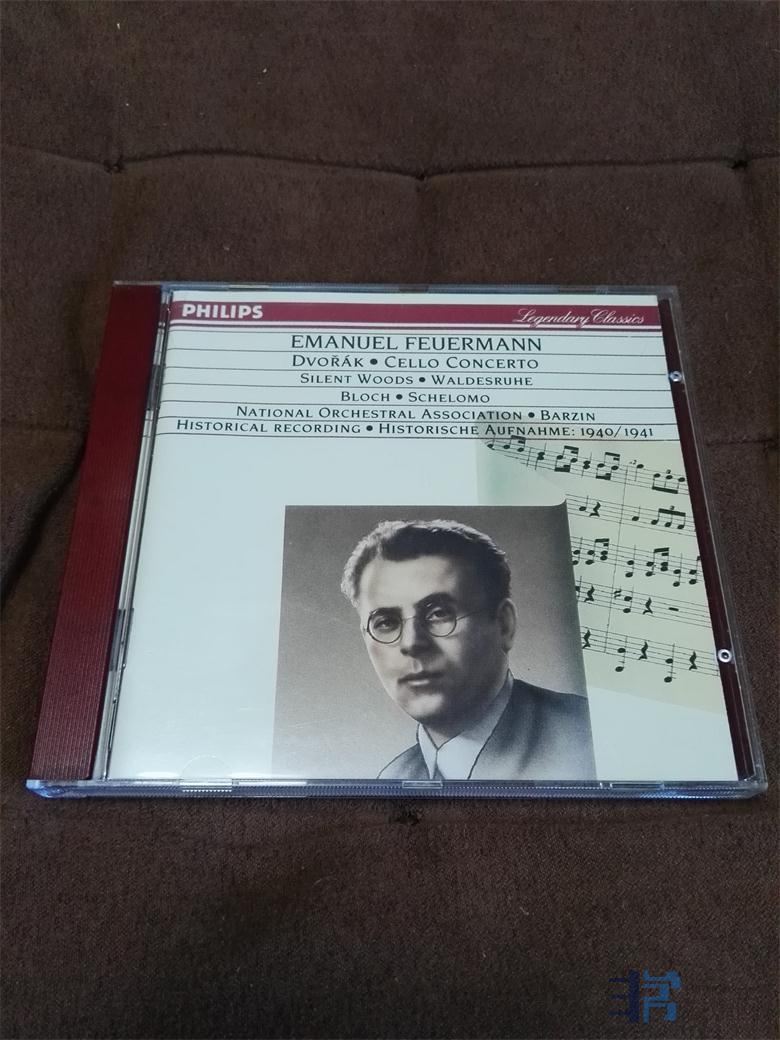 PHILIPS
Legendary Classics
EMANUEL FEUERMANN
DVOŘÁK • CELLO CONCERTO
SILENT WOODS • WALDESRUHE
BLOCH • SCHELOMO
NATIONAL ORCHESTRAL ASSOCIATION • BARZIN
HISTORICAL RECORDING • HISTORISCHE AUFNAHME: 1940/1941